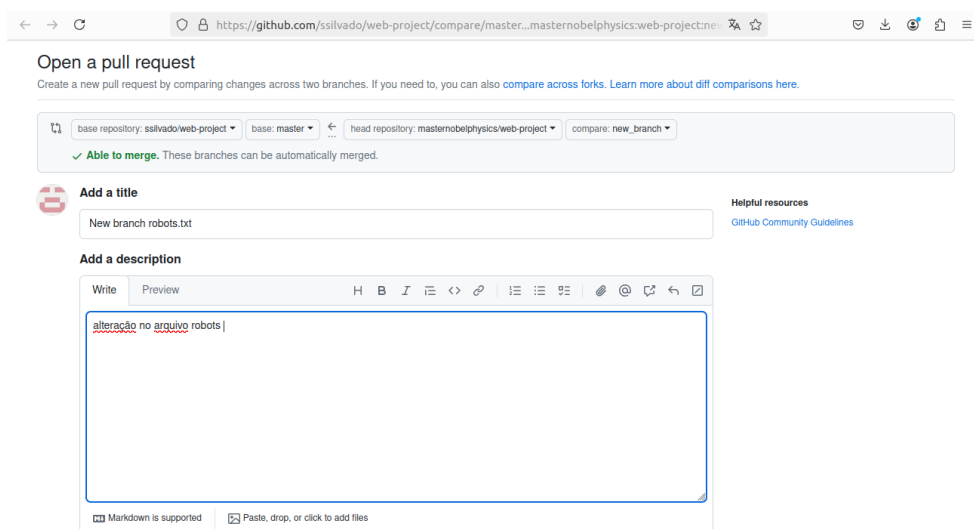 https://github.com/ssilvado/web-project/compare/master...masternobelphysics:web-project:new
Open a pull request
Create a new pull request by comparing changes across two branches. If you need to, you can also compare across forks. Learn more about diff comparisons here.
base repository: ssilvado/web-project base: master head repository: masternobelphysics/web-project compare: new_branch
Able to merge. These branches can be automatically merged.
Add a title
Helpful resources
New branch robots.txt
GitHub Community Guidelines
Add a description
Write Preview
alteração no arquivo robots
Markdown is supported Paste, drop, or click to add files